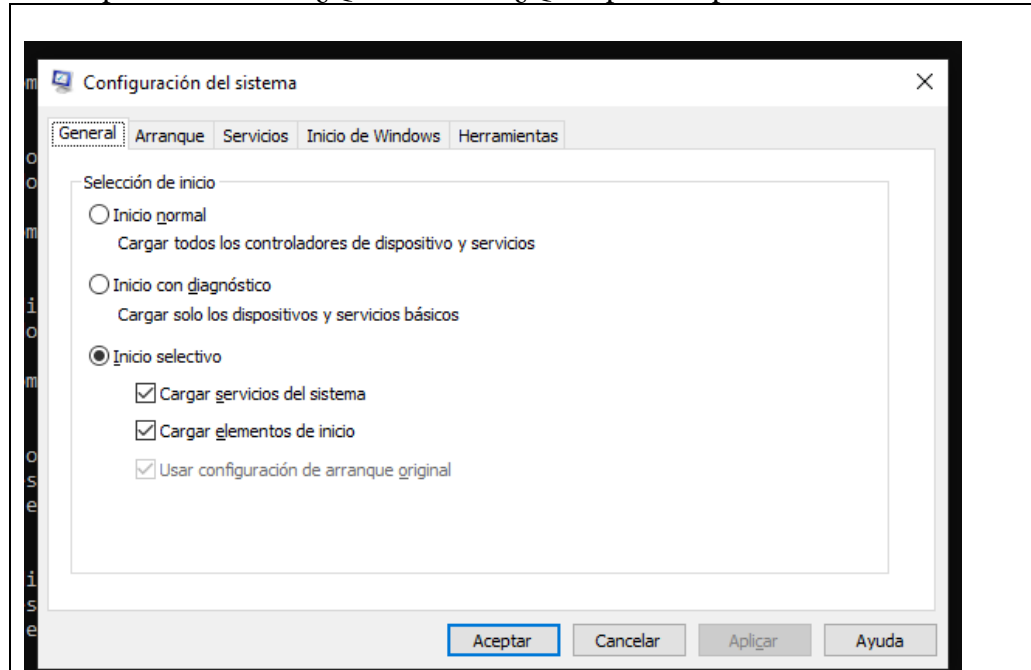 Configuración del sistema
General Arranque Servicios Inicio de Windows Herramientas
Selección de inicio
Inicio normal
Cargar todos los controladores de dispositivo y servicios
Inicio con diagnóstico
Cargar solo los dispositivos y servicios básicos
Inicio selectivo
Cargar servicios del sistema
Cargar elementos de inicio
Usar configuración de arranque original
Aceptar Cancelar Aplicar Ayuda